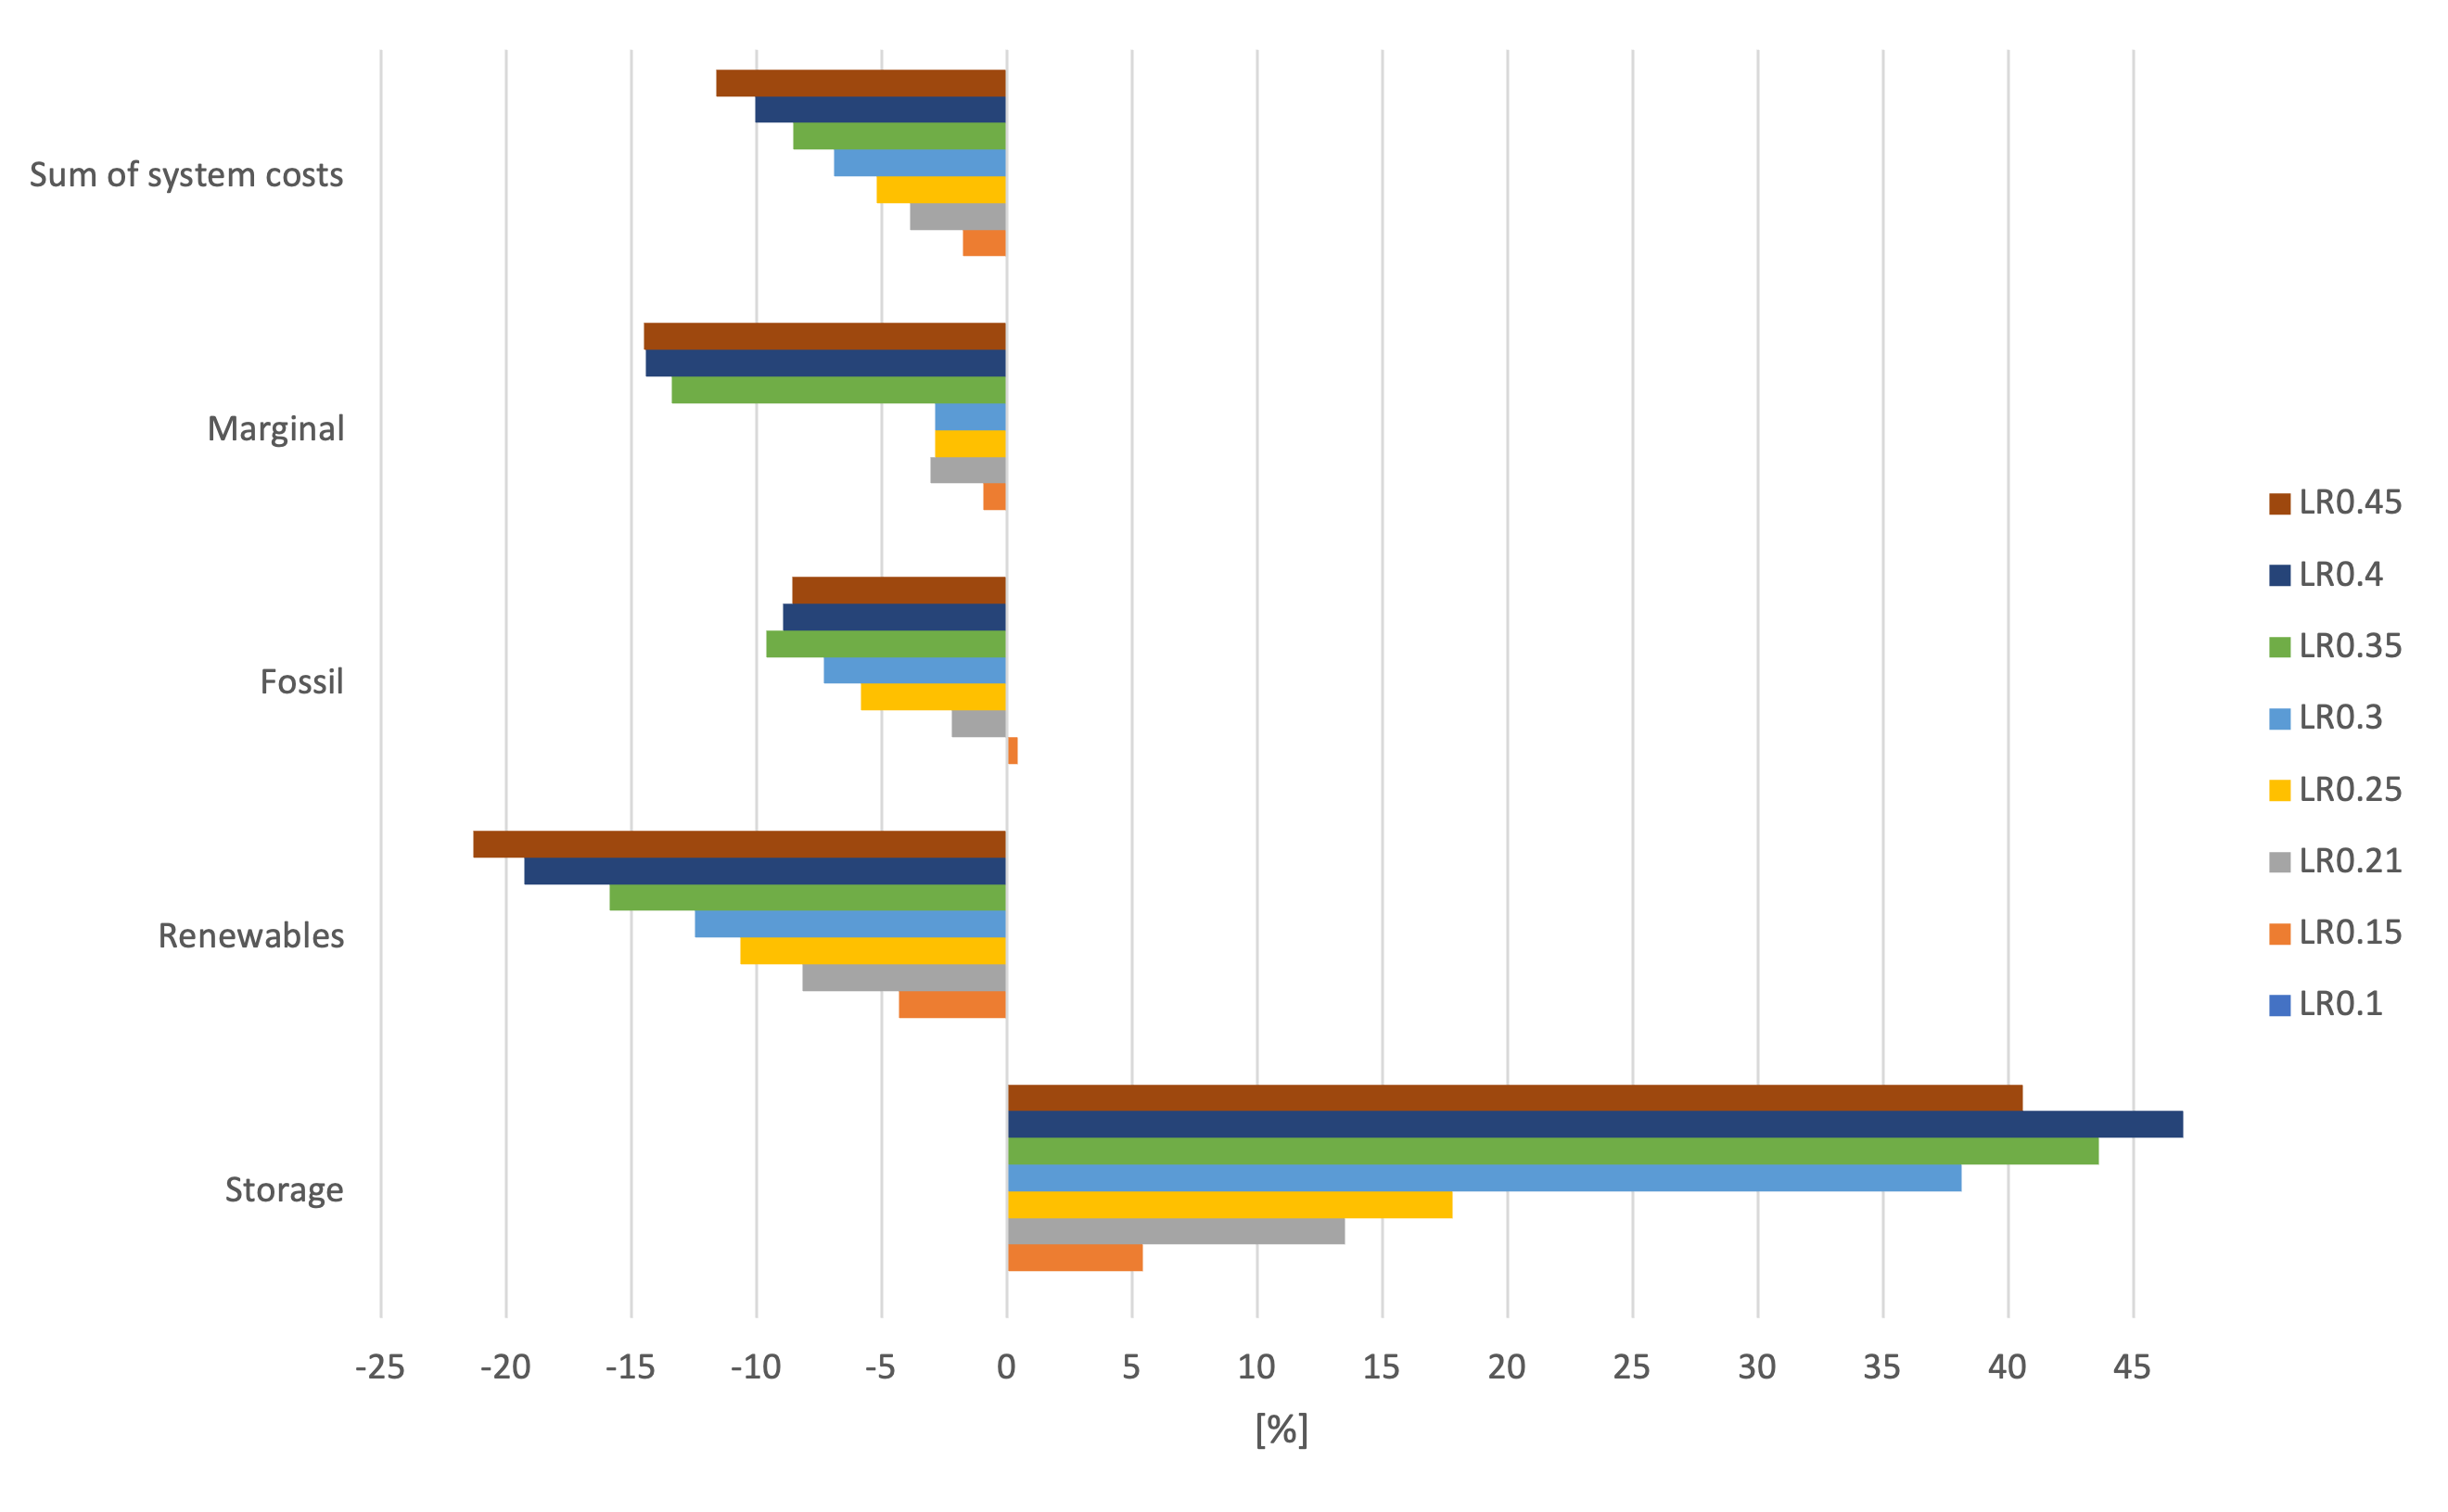 Sum of system costs
Marginal
Fossil
Renewables
Storage
LR0.45
LR0.4
LR0.35
LR0.3
LR0.25
LR0.21
LR0.15
LR0.1
-25 -20 -15 -10 -5 0 5 10 15 20 25 30 35 40 45
[%]